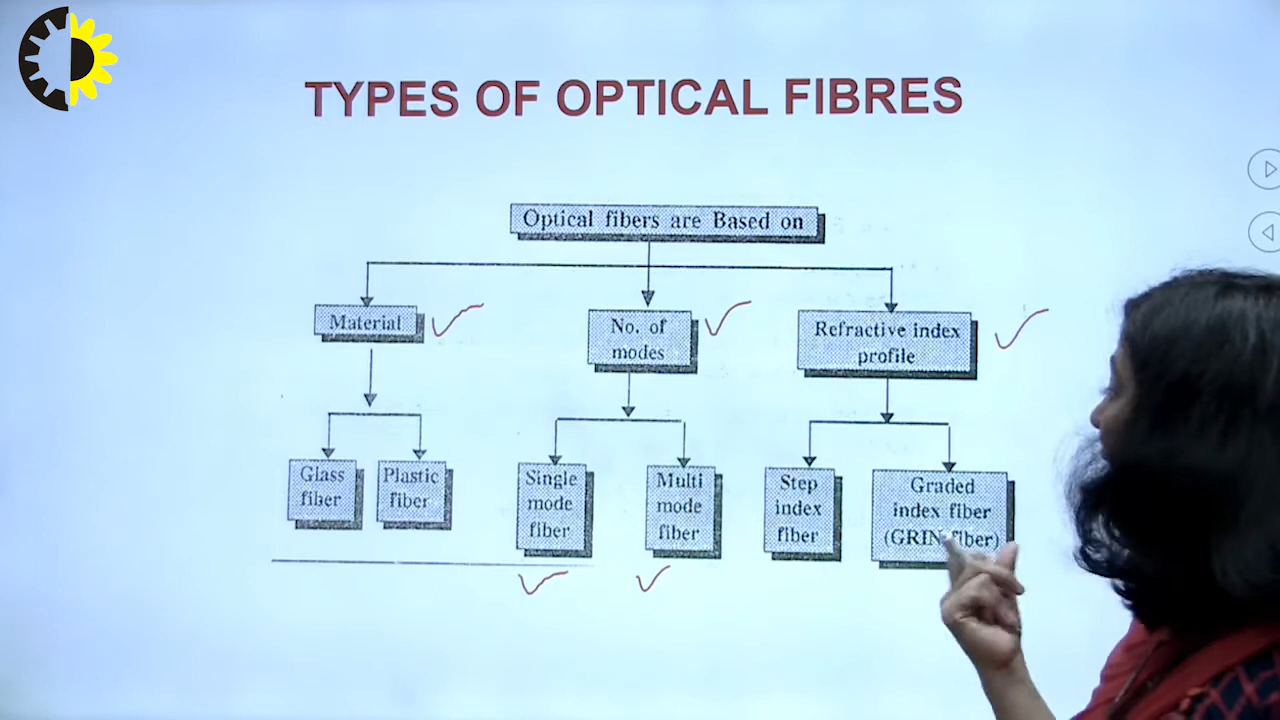 TYPES OF OPTICAL FIBRES
Optical fibers are Based on
Material
No. of
modes
Refractive index
profile
Glass
fiber
Plastic
fiber
Single
mode
fiber
Multi
mode
fiber
Step
index
fiber
Graded
index fiber
(GRIN fiber)